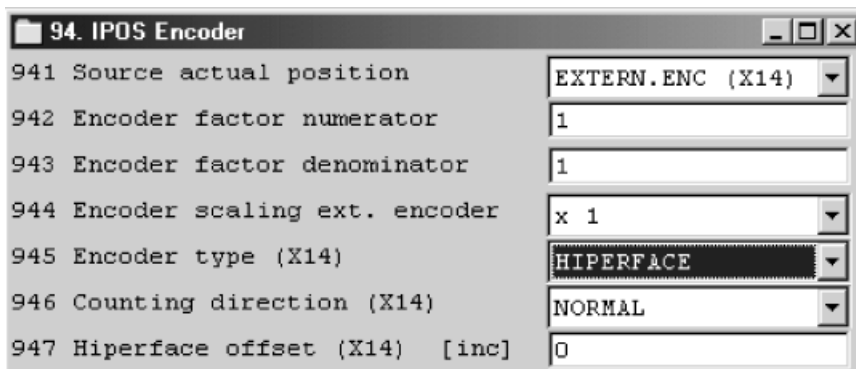 94. IPOS Encoder
941 Source actual position EXTERN.ENC (X14)
942 Encoder factor numerator 1
943 Encoder factor denominator 1
944 Encoder scaling ext. encoder x 1
945 Encoder type (X14) HIPERFACE
946 Counting direction (X14) NORMAL
947 Hiperface offset (X14) [inc] 0